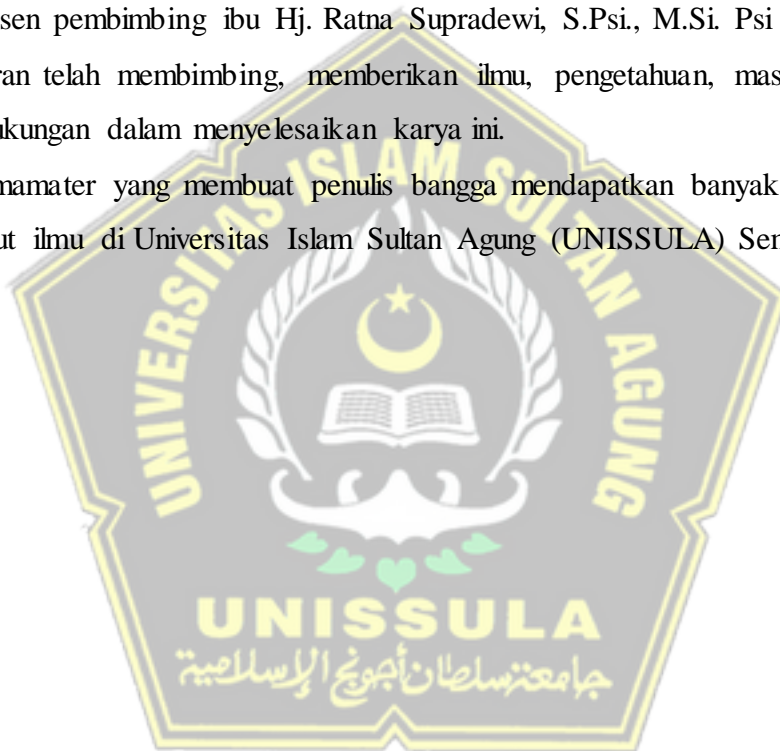 sen pembimbing ibu Hj. Ratna Supradewi, S.Psi., M.Si. Psi
ran telah membimbing, memberikan ilmu, pengetahuan, mas
ukungan dalam menyelesaikan karya ini.
mamater yang membuat penulis bangga mendapatkan banyak
ut ilmu di Universitas Islam Sultan Agung (UNISSULA) Sem
UNIVERSITAS ISLAM SULTAN AGUNG
UNISSULA
جامعة سلطان أجونج الإسلامية